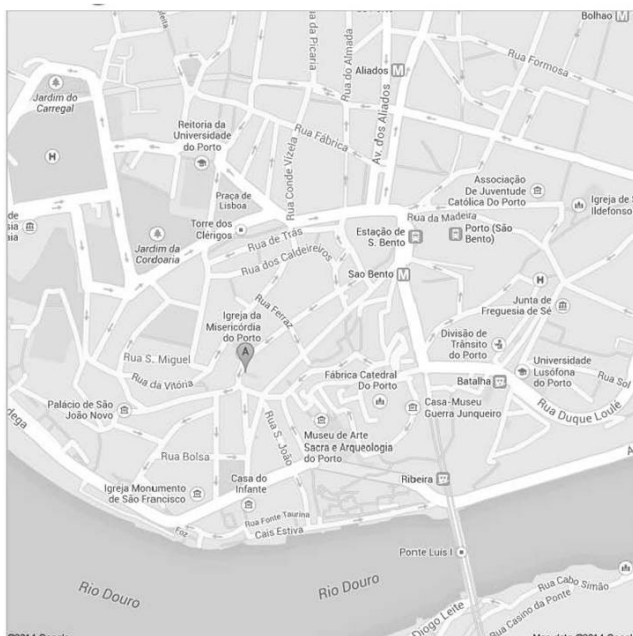 Bolhao
Jardim do
Carregal
Rua da Picaria
Rua do Almada
Aliados
Rua Formosa
Av. dos Aliados
Reitoria da
Universidade
do Porto
Rua Fábrica
Rua Conde Vizela
Praça de
Lisboa
Torre dos
Clérigos
Associação
De Juventude
Católica Do Porto
Igreja de S
Ildefonso
Rua da Madeira
Estação de
S. Bento
Porto (São
Bento)
Jardim da
Cordoaria
Rua de Trás
Rua dos Caldeireiros
Sao Bento
Junta de
Freguesia de Sé
Rua Ferraz
Igreja da
Misericórdia
do Porto
A
Divisão de
Trânsito
do Porto
Rua S. Miguel
Rua da Vitória
Fábrica Catedral
Do Porto
Universidade
Lusófona
do Porto
Rua Sol
Batalha
Casa-Museu
Guerra Junqueiro
Palácio de São
João Novo
Rua S. João
Rua Duque Loulé
Museu de Arte
Sacra e Arqueologia
do Porto
Rua Bolsa
Igreja Monumento
de São Francisco
Casa do
Infante
Ribeira
Rua Fonte Taurina
Cais Estiva
Foz
Ponte Luís I
Rio Douro
Rio Douro
Diogo Leite
Rua Cabo Simão
Rua Casino da Ponte